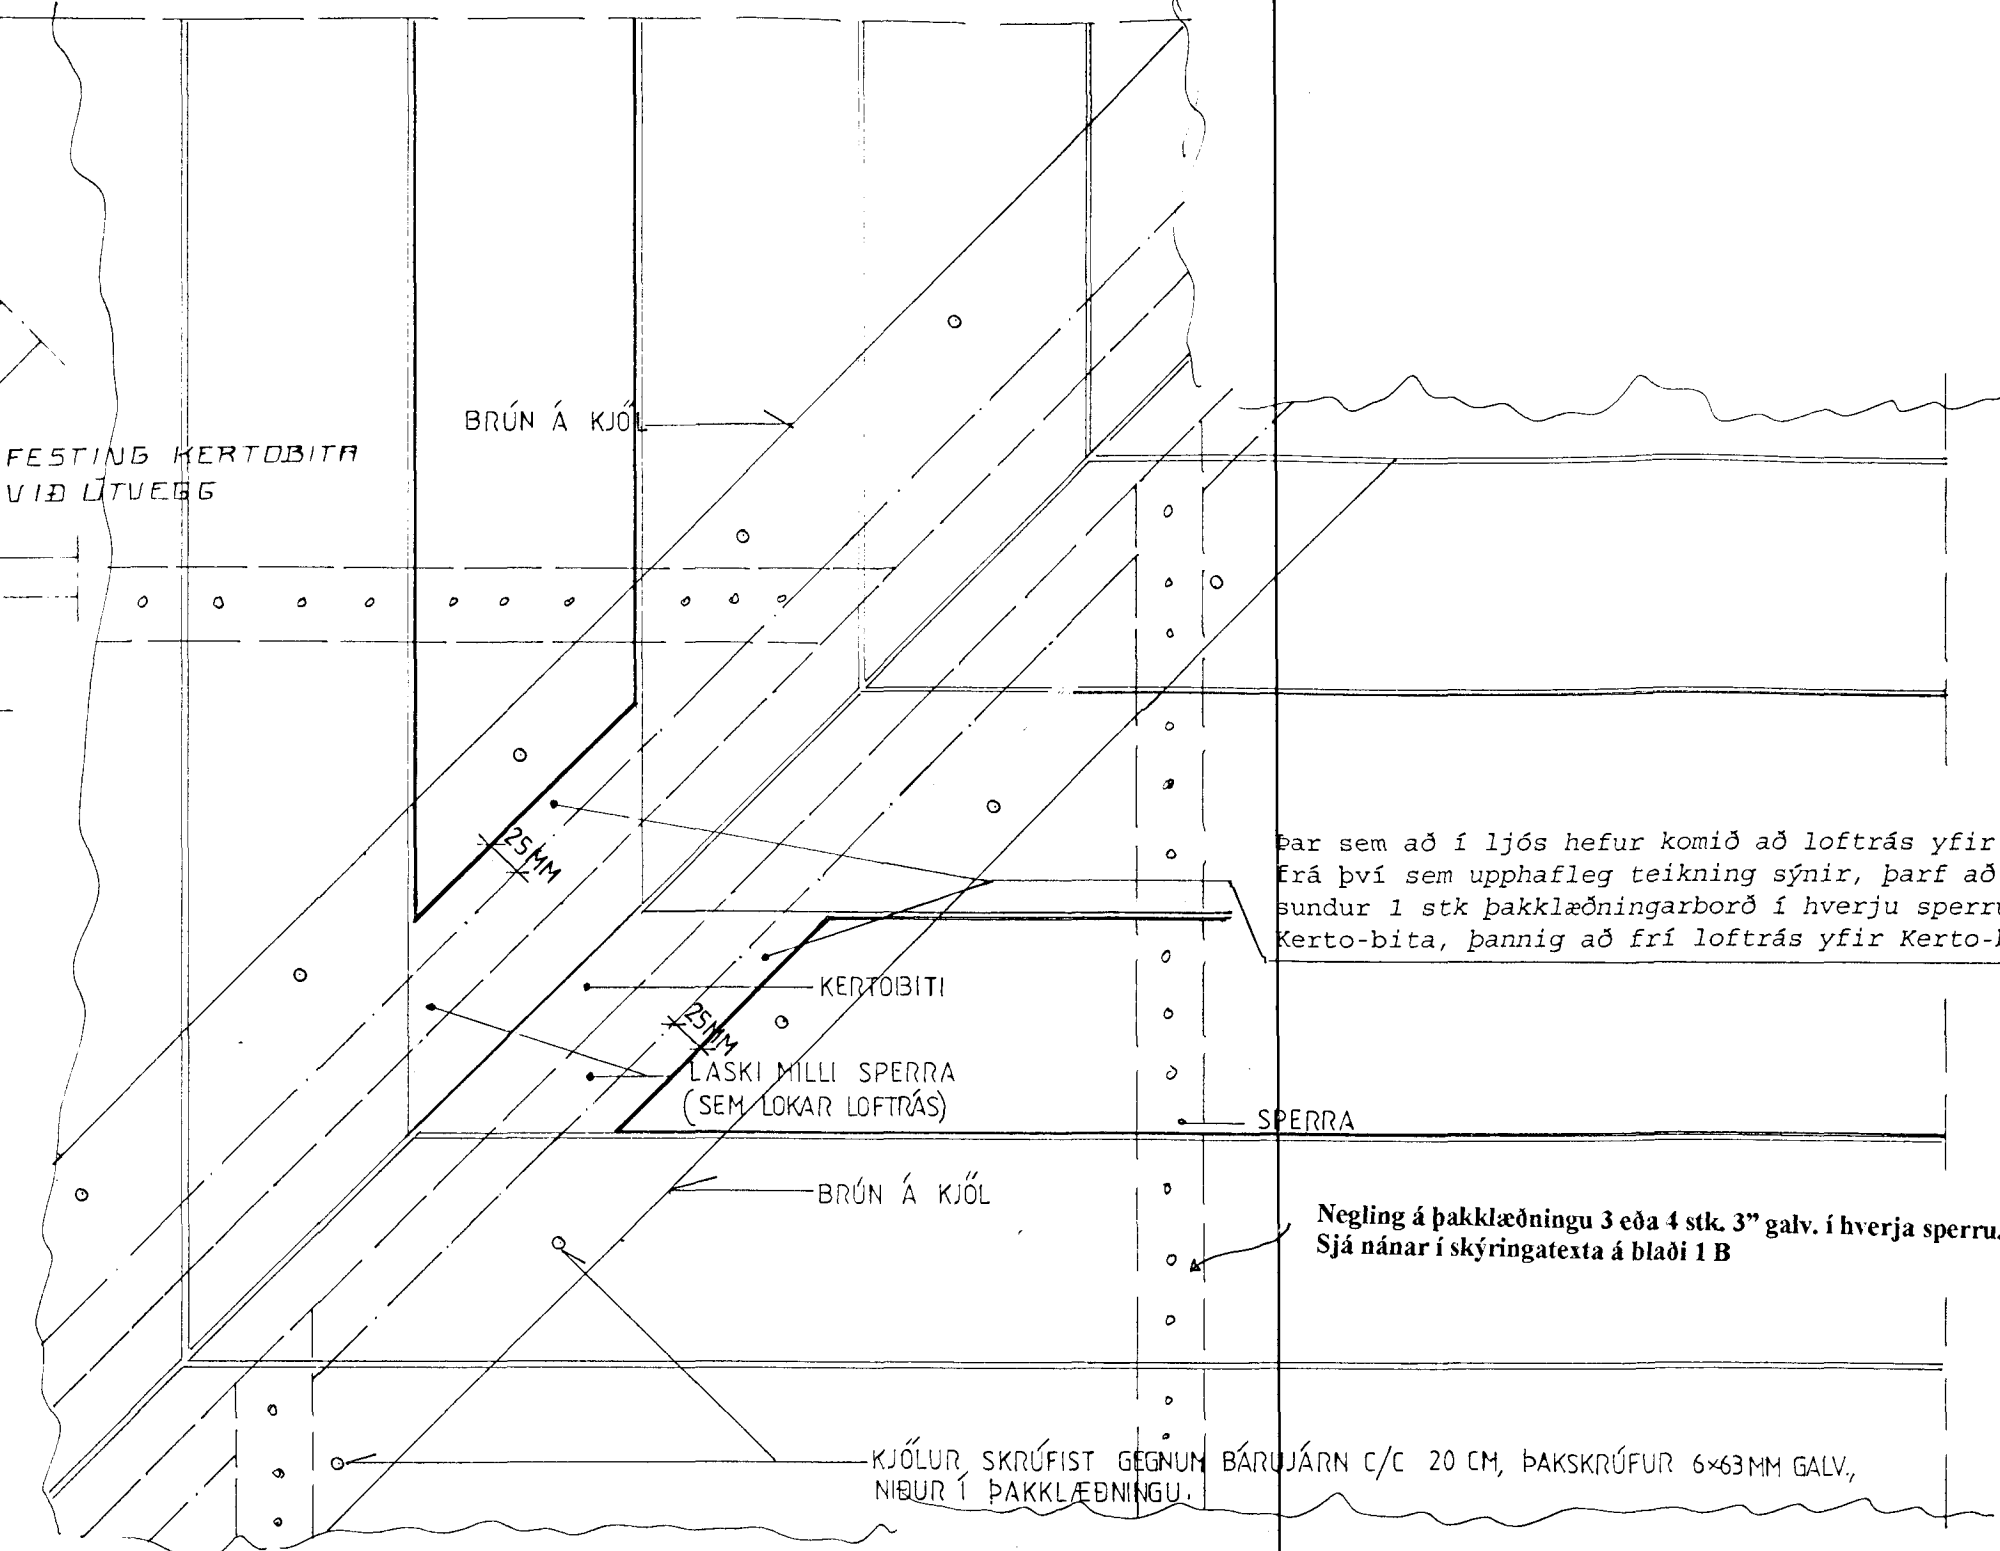 BRÚN Á KJÖL
FESTING KERTOBITA
VIÐ ÚTVEGG
25MM
Þar sem að í ljós hefur komið að loftrás yfir
frá því sem upphafleg teikning sýnir, þarf að
sundur 1 stk þakklæðningarborð í hverju sperru
Kerto-bita, þannig að frí loftrás yfir Kerto-
KERTOBITI
25MM
LASKI MILLI SPERRA
(SEM LOKAR LOFTRÁS)
SPERRA
BRÚN Á KJÖL
Negling á þakklæðningu 3 eða 4 stk. 3” galv. í hverja sperru.
Sjá nánar í skýringatexta á blaði 1 B
KJÖLUR SKRÚFIST GEGNUM BÁRUJÁRN C/C 20 CM, ÞAKSKRÚFUR 6×63MM GALV.,
NIÐUR Í ÞAKKLÆÐNINGU.